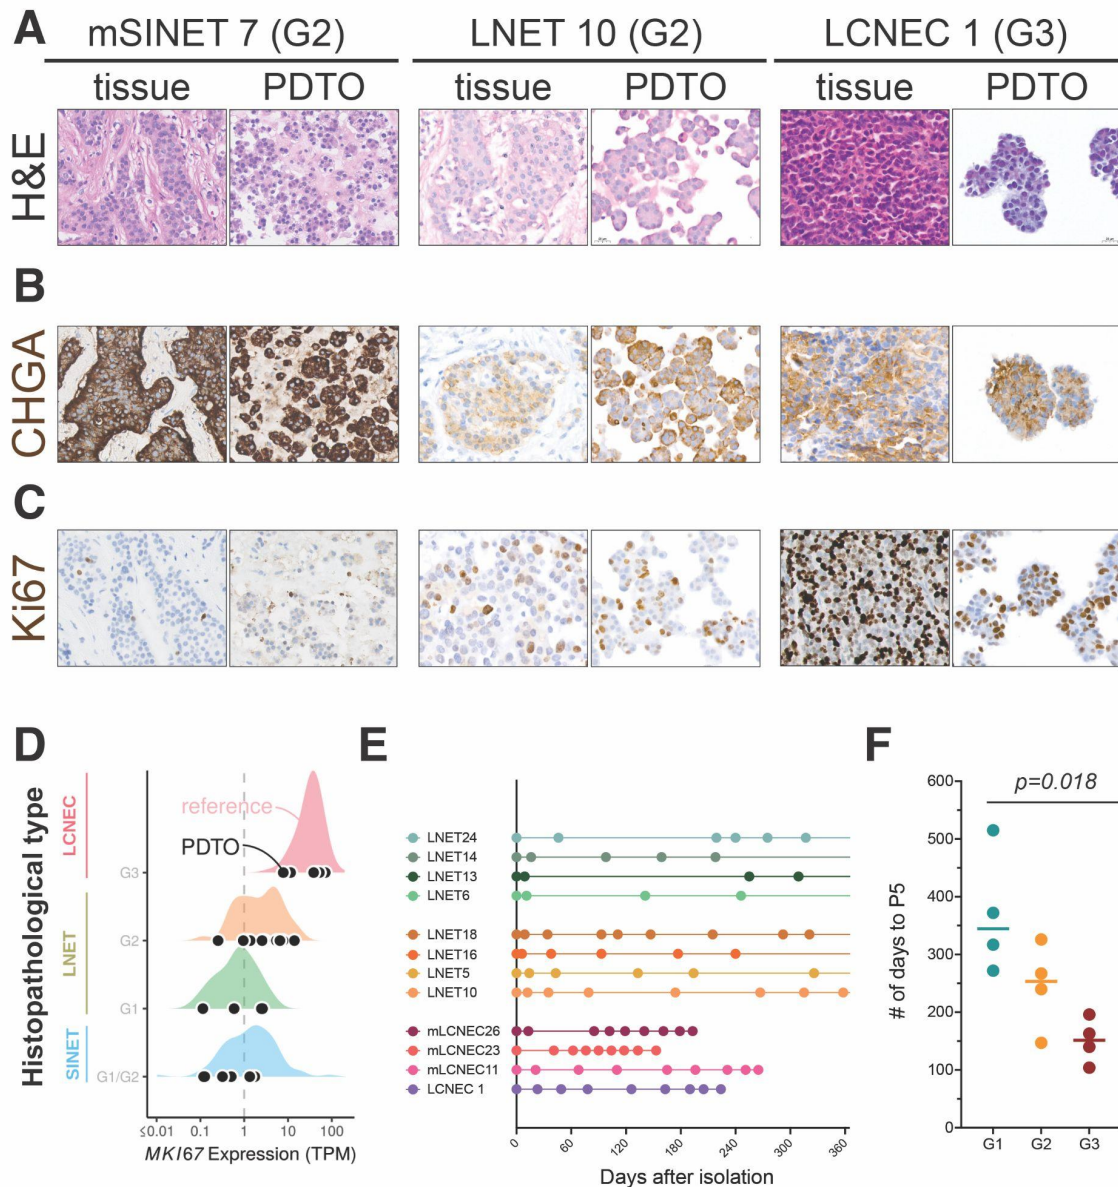 A
mSINET 7 (G2)
LNET 10 (G2)
LCNEC 1 (G3)
tissue
PDTO
tissue
PDTO
tissue
PDTO
H&E
B
CHGA
C
Ki67
D
Histopathological type
LCNEC
LNET
SINET
reference
PDTO
G3
G2
G1
G1/G2
≤0.01
0.1
1
10
100
MKI67 Expression (TPM)
E
LNET24
LNET14
LNET13
LNET6
LNET18
LNET16
LNET5
LNET10
mLCNEC26
mLCNEC23
mLCNEC11
LCNEC 1
0
60
120
180
240
300
360
Days after isolation
F
p=0.018
# of days to P5
600
500
400
300
200
100
0
G1
G2
G3